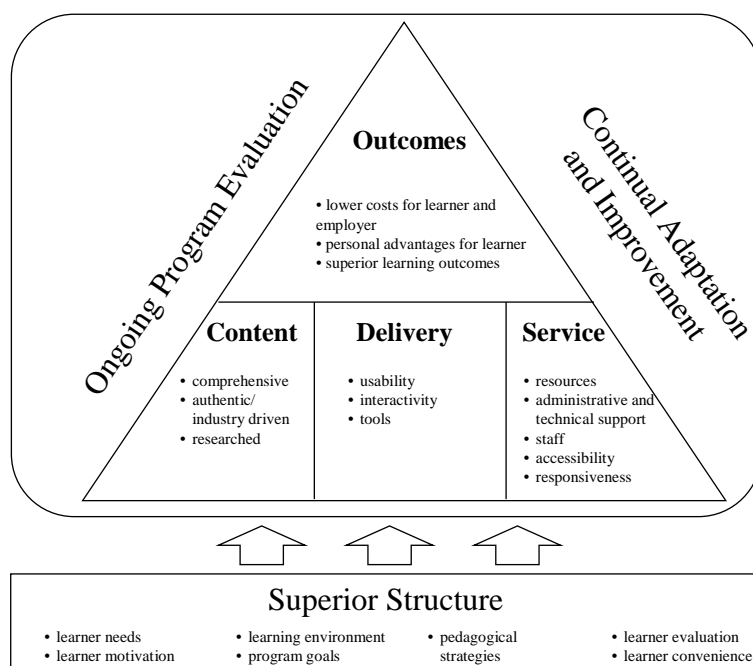 Ongoing Program Evaluation
Continual Adaptation
and Improvement
Outcomes
• lower costs for learner and
employer
• personal advantages for learner
• superior learning outcomes
Content
• comprehensive
• authentic/
industry driven
• researched
Delivery
• usability
• interactivity
• tools
Service
• resources
• administrative and
technical support
• staff
• accessibility
• responsiveness
Superior Structure
• learner needs
• learner motivation
• learning environment
• program goals
• pedagogical
strategies
• learner evaluation
• learner convenience